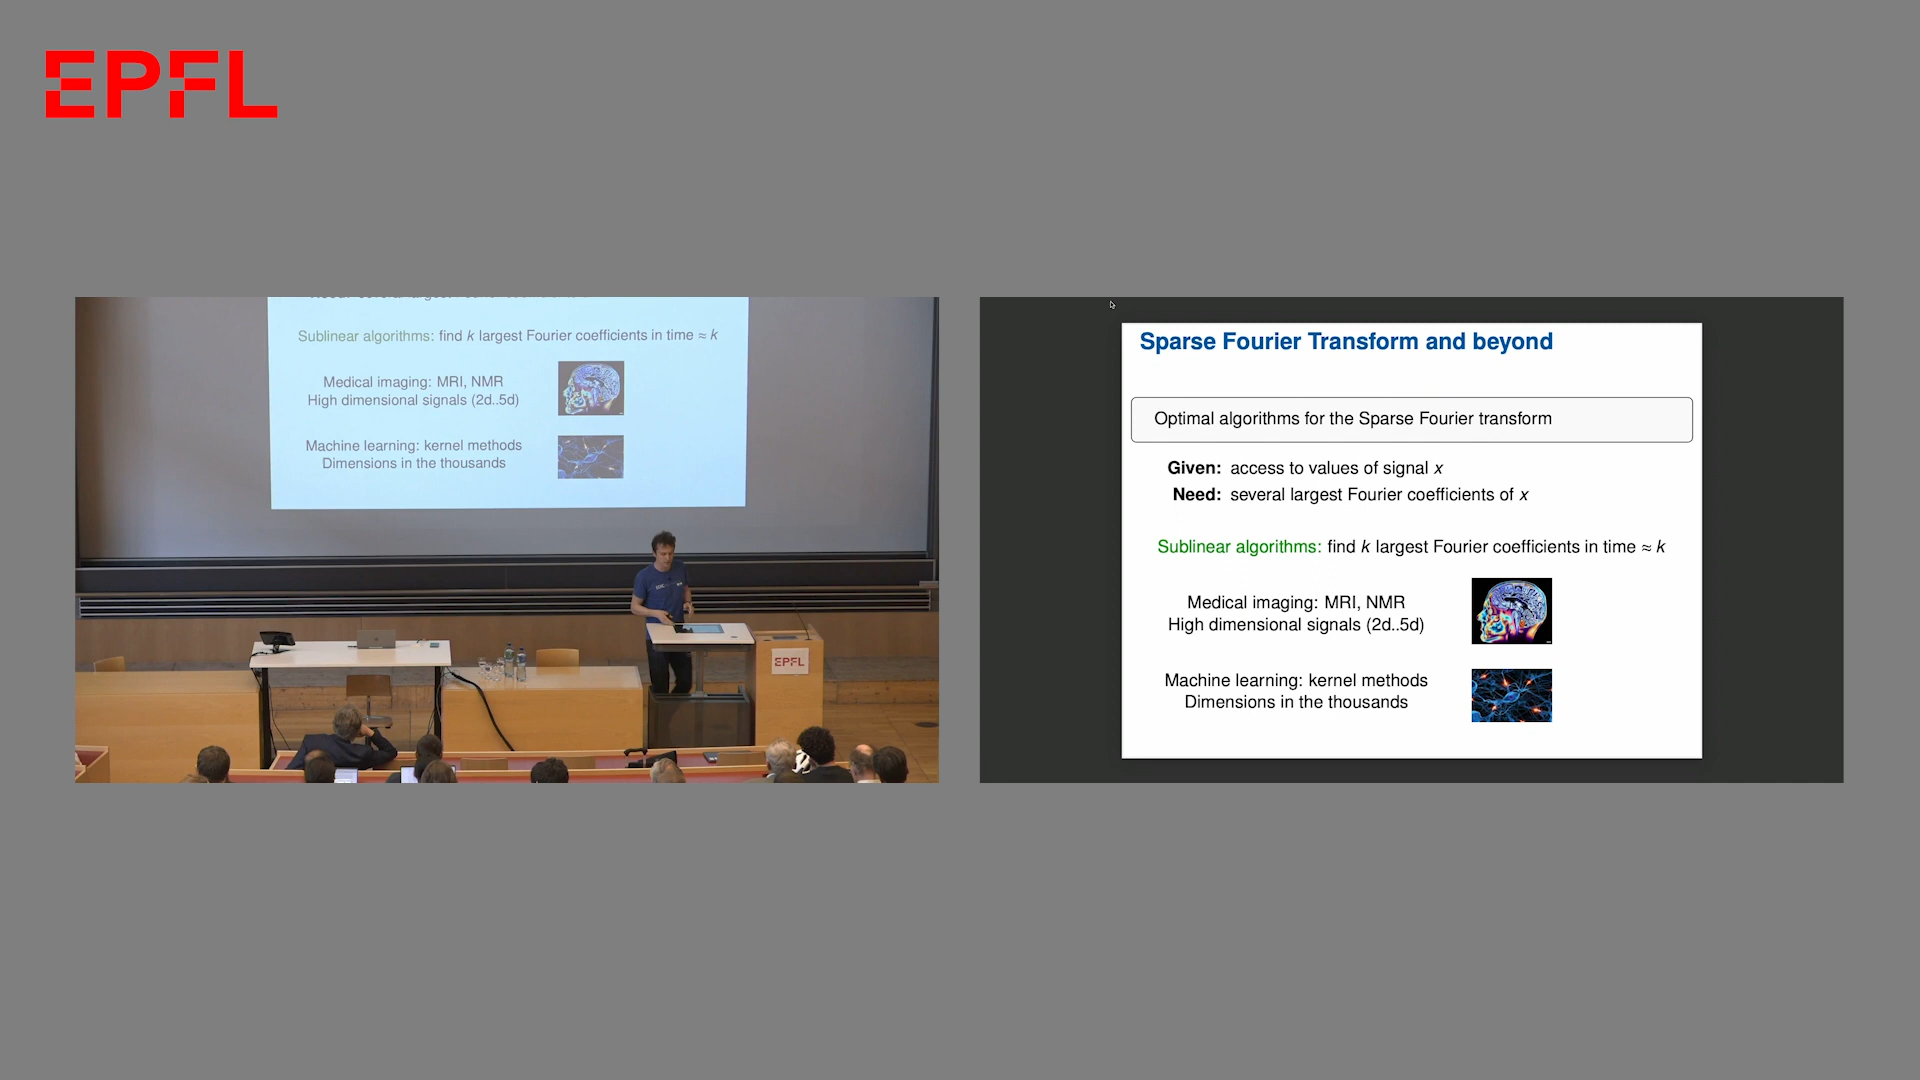 EPFL
Sublinear algorithms: find k largest Fourier coefficients in time ≈ k
Medical imaging: MRI, NMR
High dimensional signals (2d..5d)
Machine learning: kernel methods
Dimensions in the thousands
EPFL
Sparse Fourier Transform and beyond
Optimal algorithms for the Sparse Fourier transform
Given: access to values of signal x
Need: several largest Fourier coefficients of x
Sublinear algorithms: find k largest Fourier coefficients in time ≈ k
Medical imaging: MRI, NMR
High dimensional signals (2d..5d)
Machine learning: kernel methods
Dimensions in the thousands